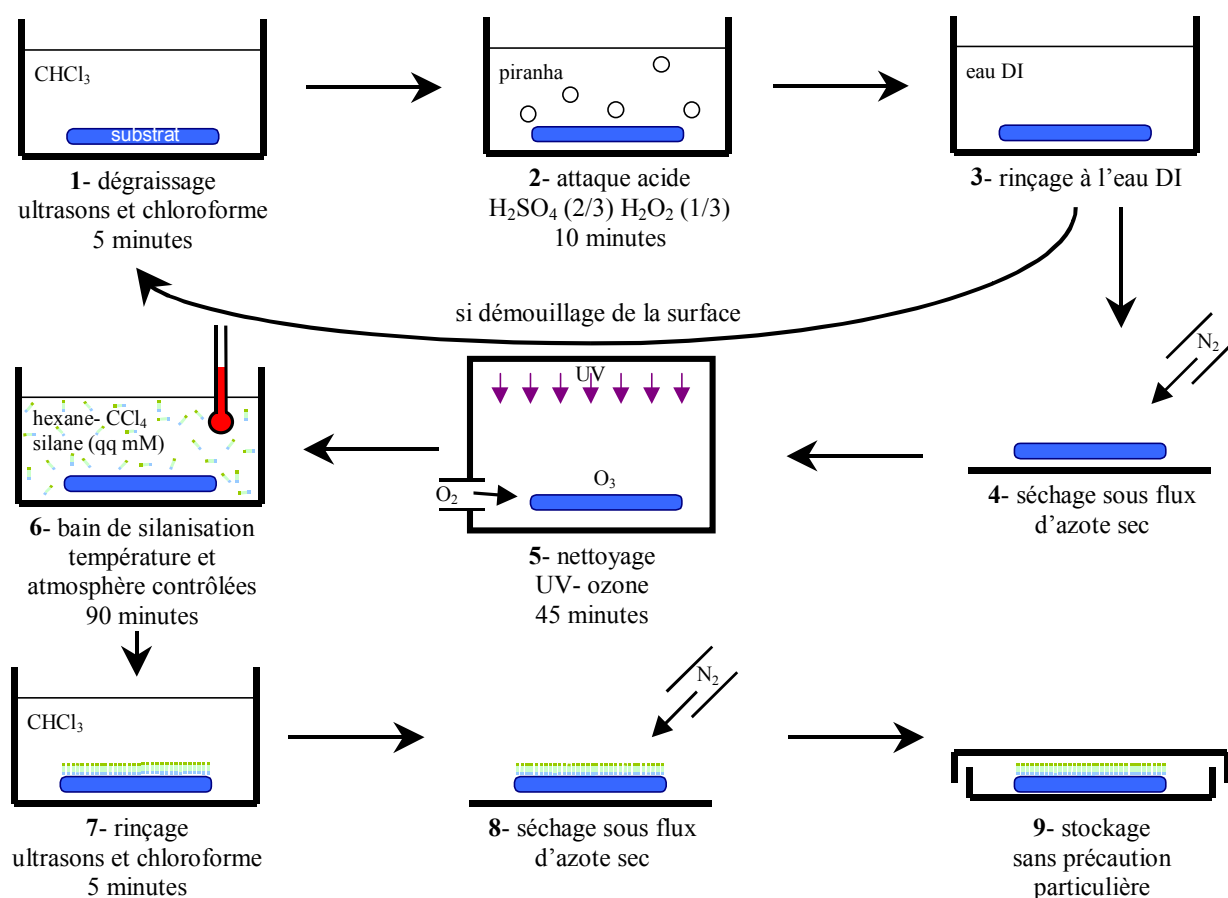 CHCl₃
substrat
1- dégraissage
ultrasons et chloroforme
5 minutes
piranha
2- attaque acide
H₂SO₄ (2/3) H₂O₂ (1/3)
10 minutes
eau DI
3- rinçage à l’eau DI
si démouillage de la surface
N₂
4- séchage sous flux
d’azote sec
UV
O₃
O₂
5- nettoyage
UV- ozone
45 minutes
hexane- CCl₄
silane (qq mM)
6- bain de silanisation
température et
atmosphère contrôlées
90 minutes
CHCl₃
7- rinçage
ultrasons et chloroforme
5 minutes
N₂
8- séchage sous flux
d’azote sec
9- stockage
sans précaution
particulière